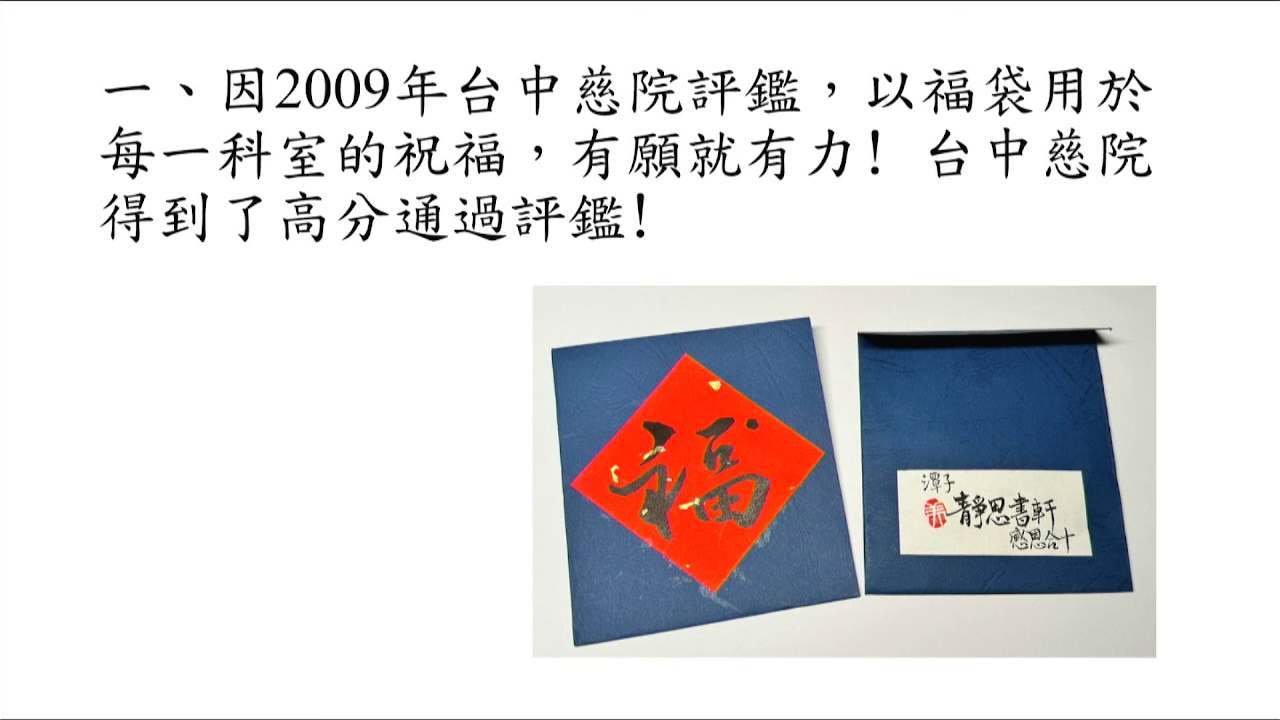 一、因2009年台中慈院評鑑，以福袋用於
每一科室的祝福，有願就有力！台中慈院
得到了高分通過評鑑！
福
潭子
靜思書軒
感恩合十